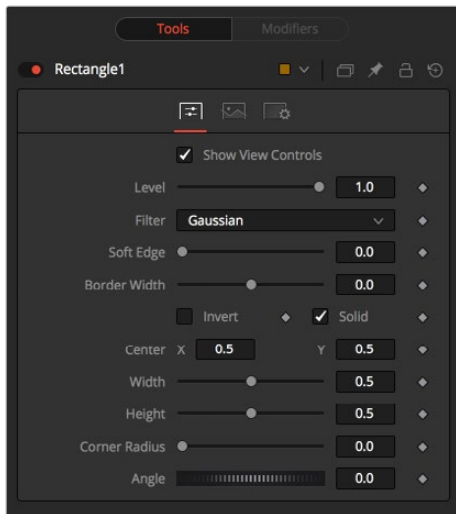 Tools Modifiers
Rectangle1
Show View Controls
Level 1.0
Filter Gaussian
Soft Edge 0.0
Border Width 0.0
Invert Solid
Center X 0.5 Y 0.5
Width 0.5
Height 0.5
Corner Radius 0.0
Angle 0.0